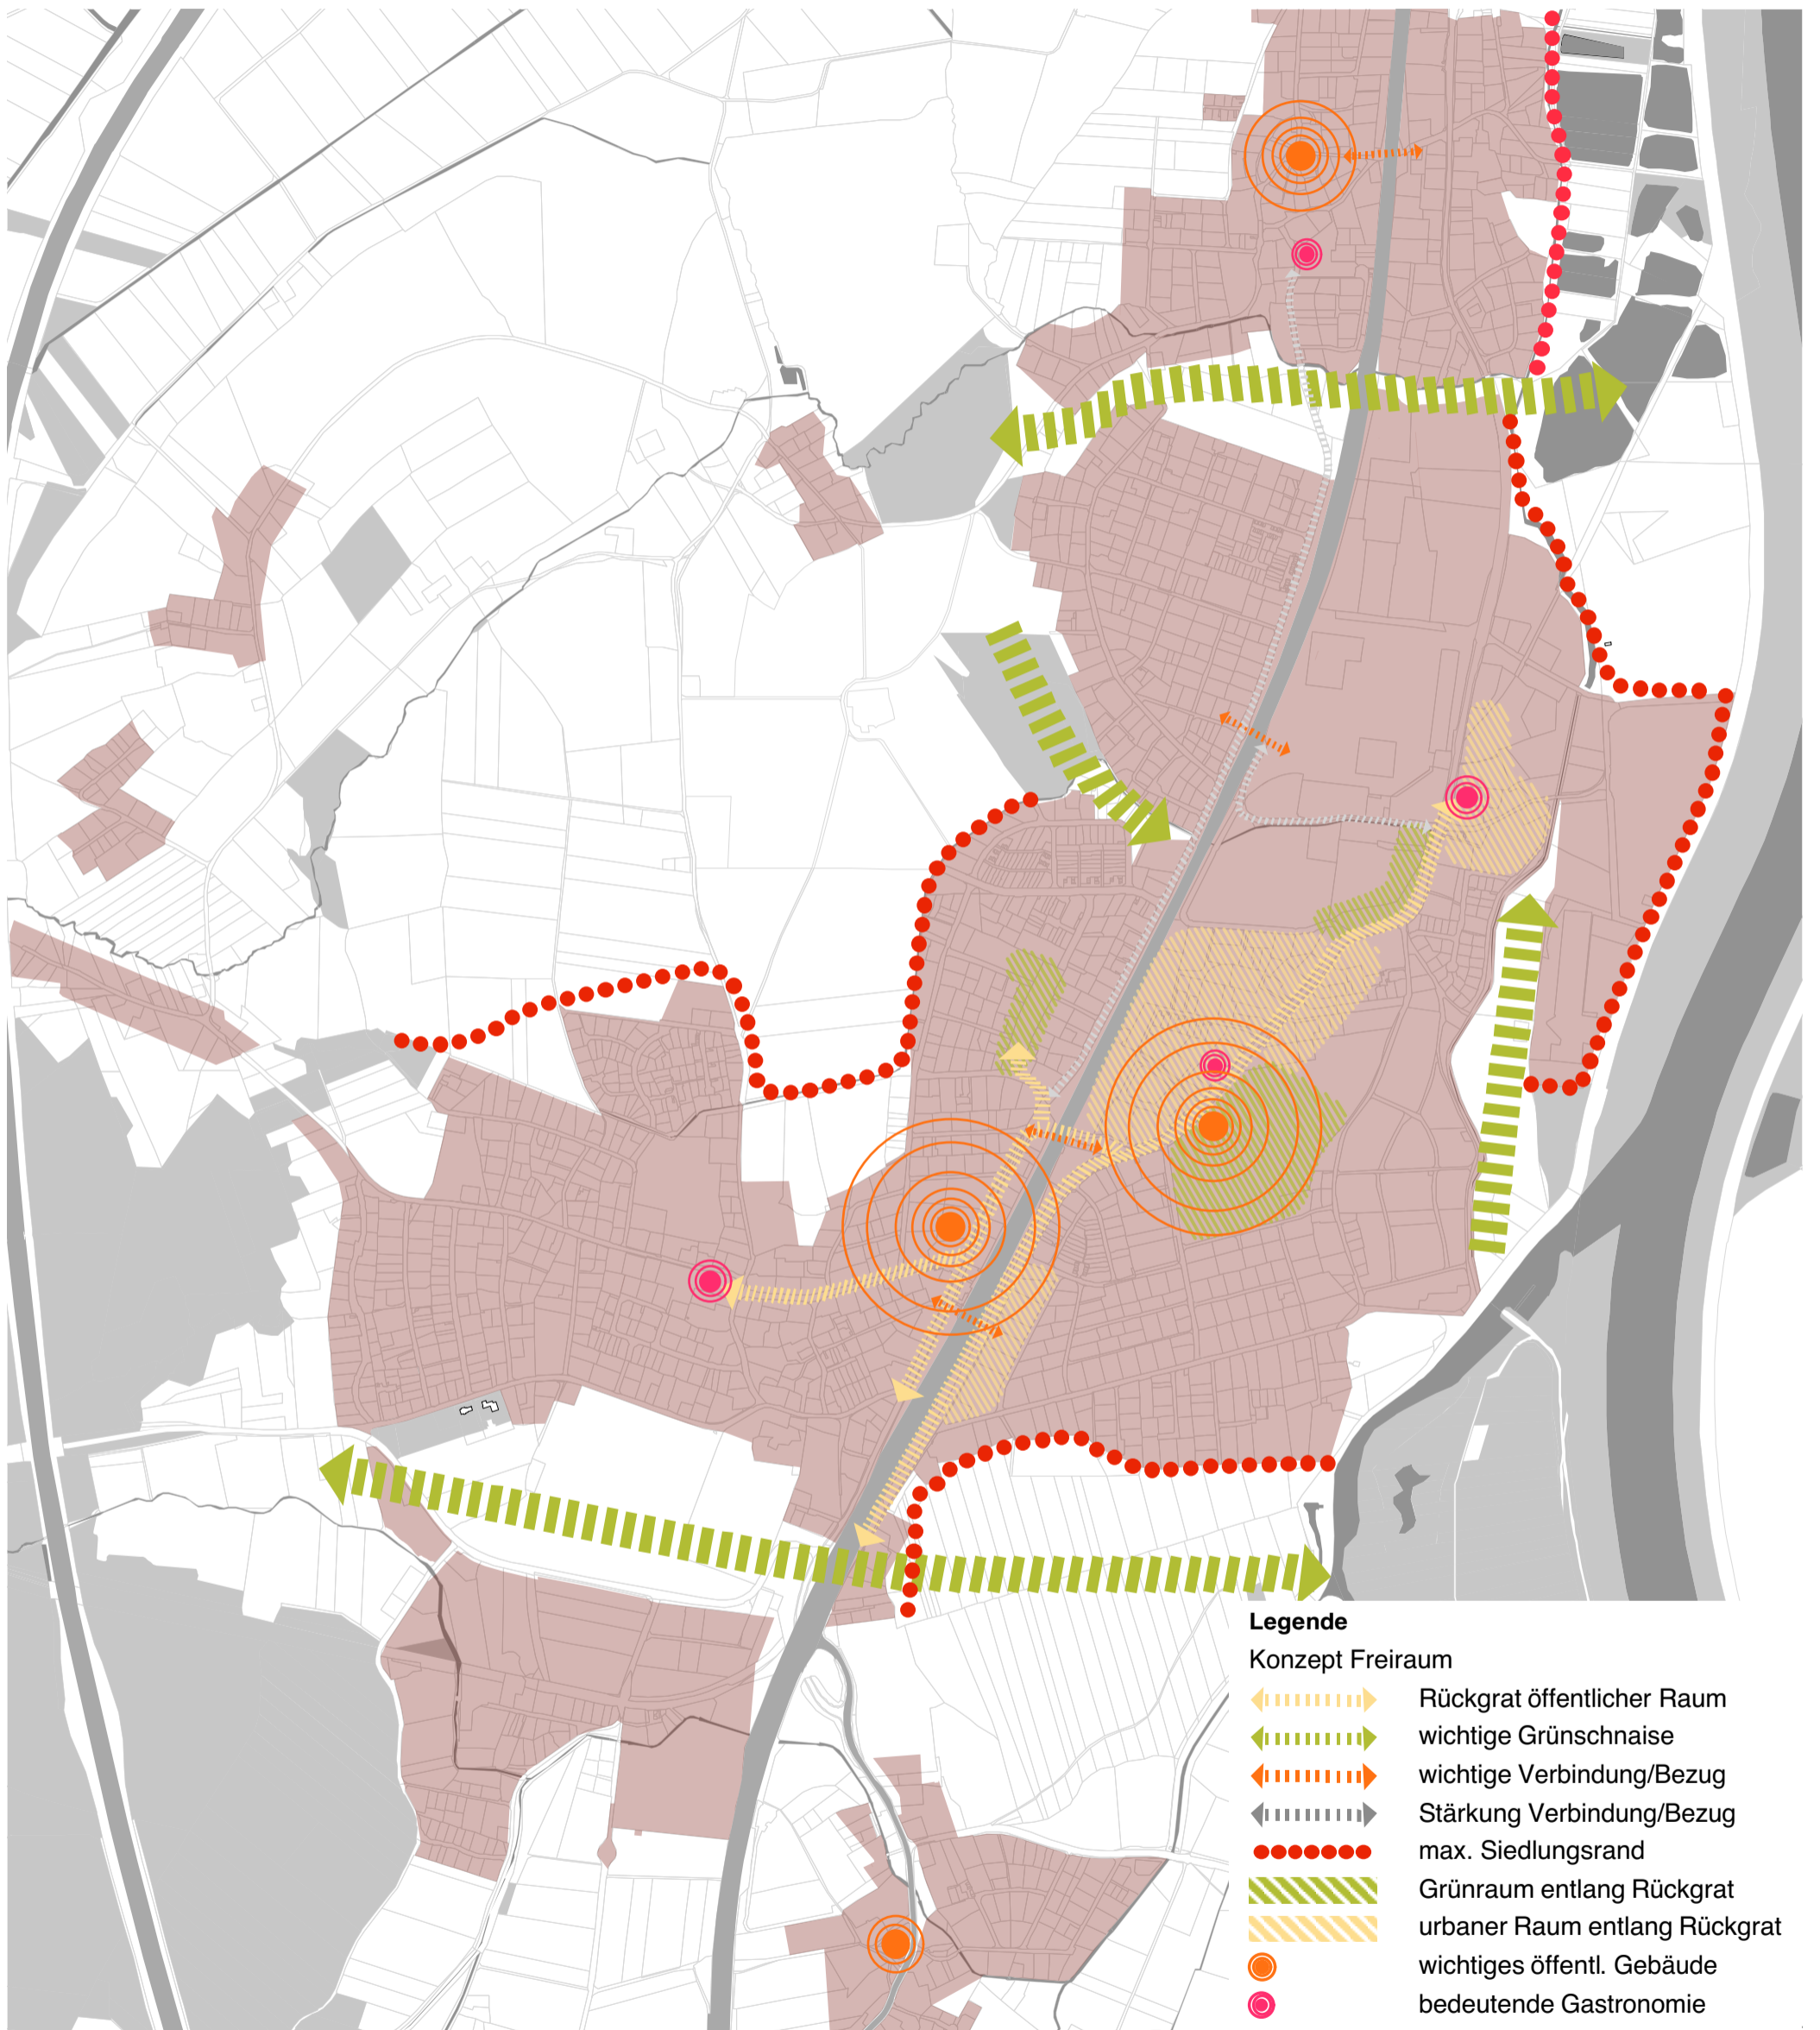 Legende
Konzept Freiraum
Rückgrat öffentlicher Raum
wichtige Grünschnaise
wichtige Verbindung/Bezug
Stärkung Verbindung/Bezug
max. Siedlungsrand
Grünraum entlang Rückgrat
urbaner Raum entlang Rückgrat
wichtiges öffentl. Gebäude
bedeutende Gastronomie